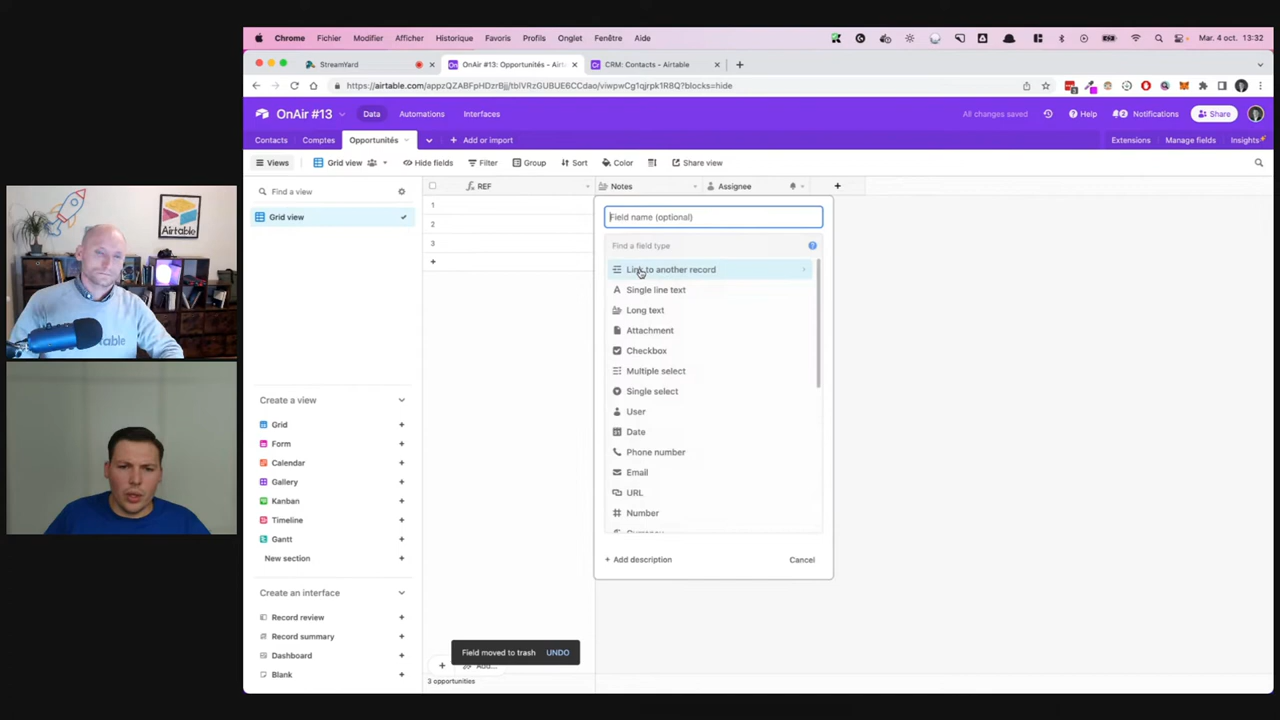 Chrome Fichier Modifier Afficher Historique Favoris Profils Onglet Fenêtre Aide Mar. 4 oct. 13:32
StreamYard OnAir #13: Opportunités - Airt CRM: Contacts - Airtable
https://airtable.com/appzQZABFpHDzrBjj/tblVRzGUBUE6CCdao/viwpwCg1qjrpk1R8Q?blocks=hide
OnAir #13 Data Automations Interfaces All changes saved Help 2 Notifications Share
Contacts Comptes Opportunités Add or import Extensions Manage fields Insights
Views Grid view Hide fields Filter Group Sort Color Share view
Find a view
Grid view
REF Notes Assignee
1
2
3
Field name (optional)
Find a field type
Link to another record
Single line text
Long text
Attachment
Checkbox
Multiple select
Single select
User
Date
Phone number
Email
URL
Number
Currency
+ Add description Cancel
Create a view
Grid
Form
Calendar
Gallery
Kanban
Timeline
Gantt
New section
Create an interface
Record review
Record summary
Dashboard
Blank
Field moved to trash UNDO
Add...
3 opportunities
Airtable